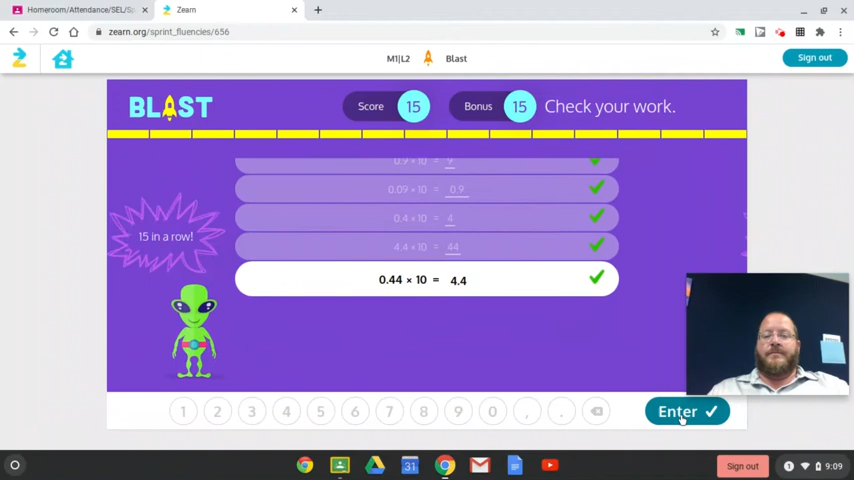 Homeroom/Attendance/SEL/Sp
Zearn
zearn.org/sprint_fluencies/656
M1|L2 Blast
Sign out
BLAST
Score 15
Bonus 15
Check your work.
0.9 × 10 = 9
0.09 × 10 = 0.9
0.4 × 10 = 4
15 in a row!
4.4 × 10 = 44
0.44 × 10 = 4.4
1 2 3 4 5 6 7 8 9 0 , .
Enter
31
Sign out
1
9:09